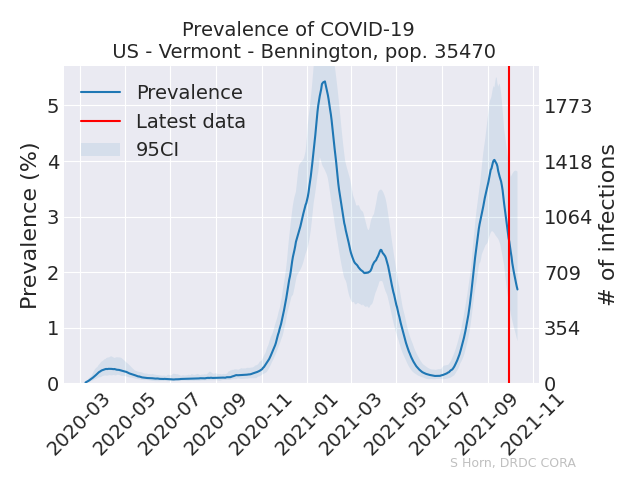 Prevalence of COVID-19
US - Vermont - Bennington, pop. 35470
Prevalence
Latest data
95CI
Prevalence (%)
5
4
3
2
1
0
1773
1418
1064
709
354
0
# of infections
2020-03
2020-05
2020-07
2020-09
2020-11
2021-01
2021-03
2021-05
2021-07
2021-09
2021-11
S Horn, DRDC CORA